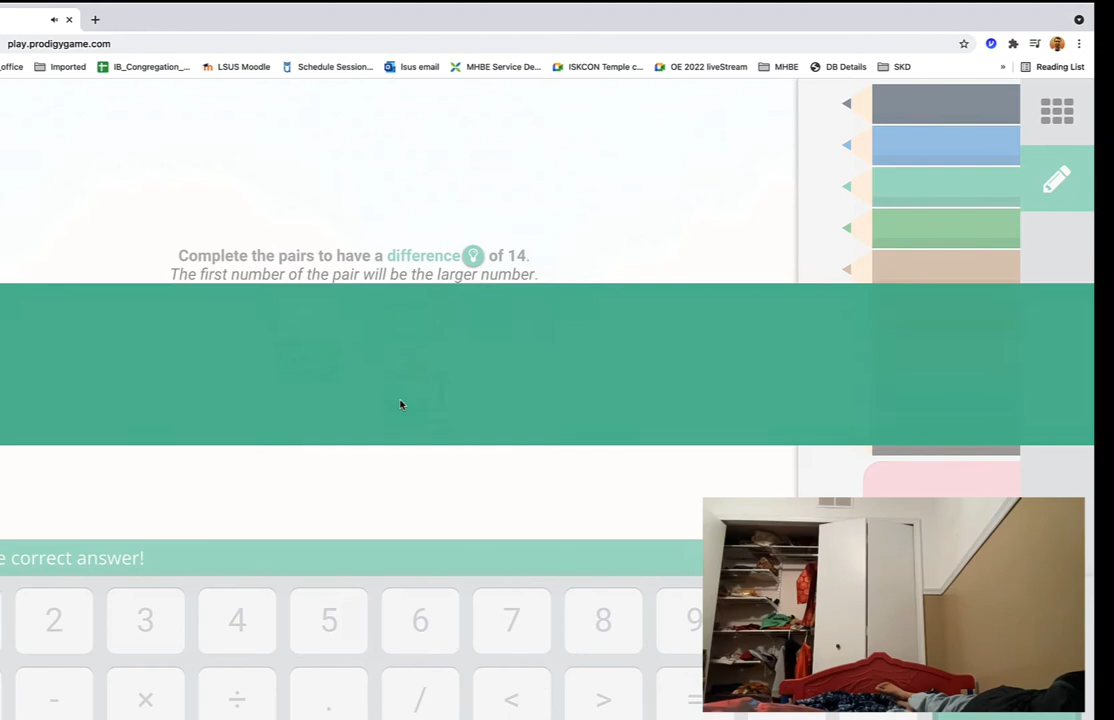 play.prodigygame.com
office
Imported
IB_Congregation_...
LSUS Moodle
Schedule Session...
lsus email
MHBE Service De...
ISKCON Temple c...
OE 2022 liveStream
MHBE
DB Details
SKD
»
Reading List
Complete the pairs to have a difference of 14.
The first number of the pair will be the larger number.
e correct answer!
2 3 4 5 6 7 8 9
- × ÷ . / < > =